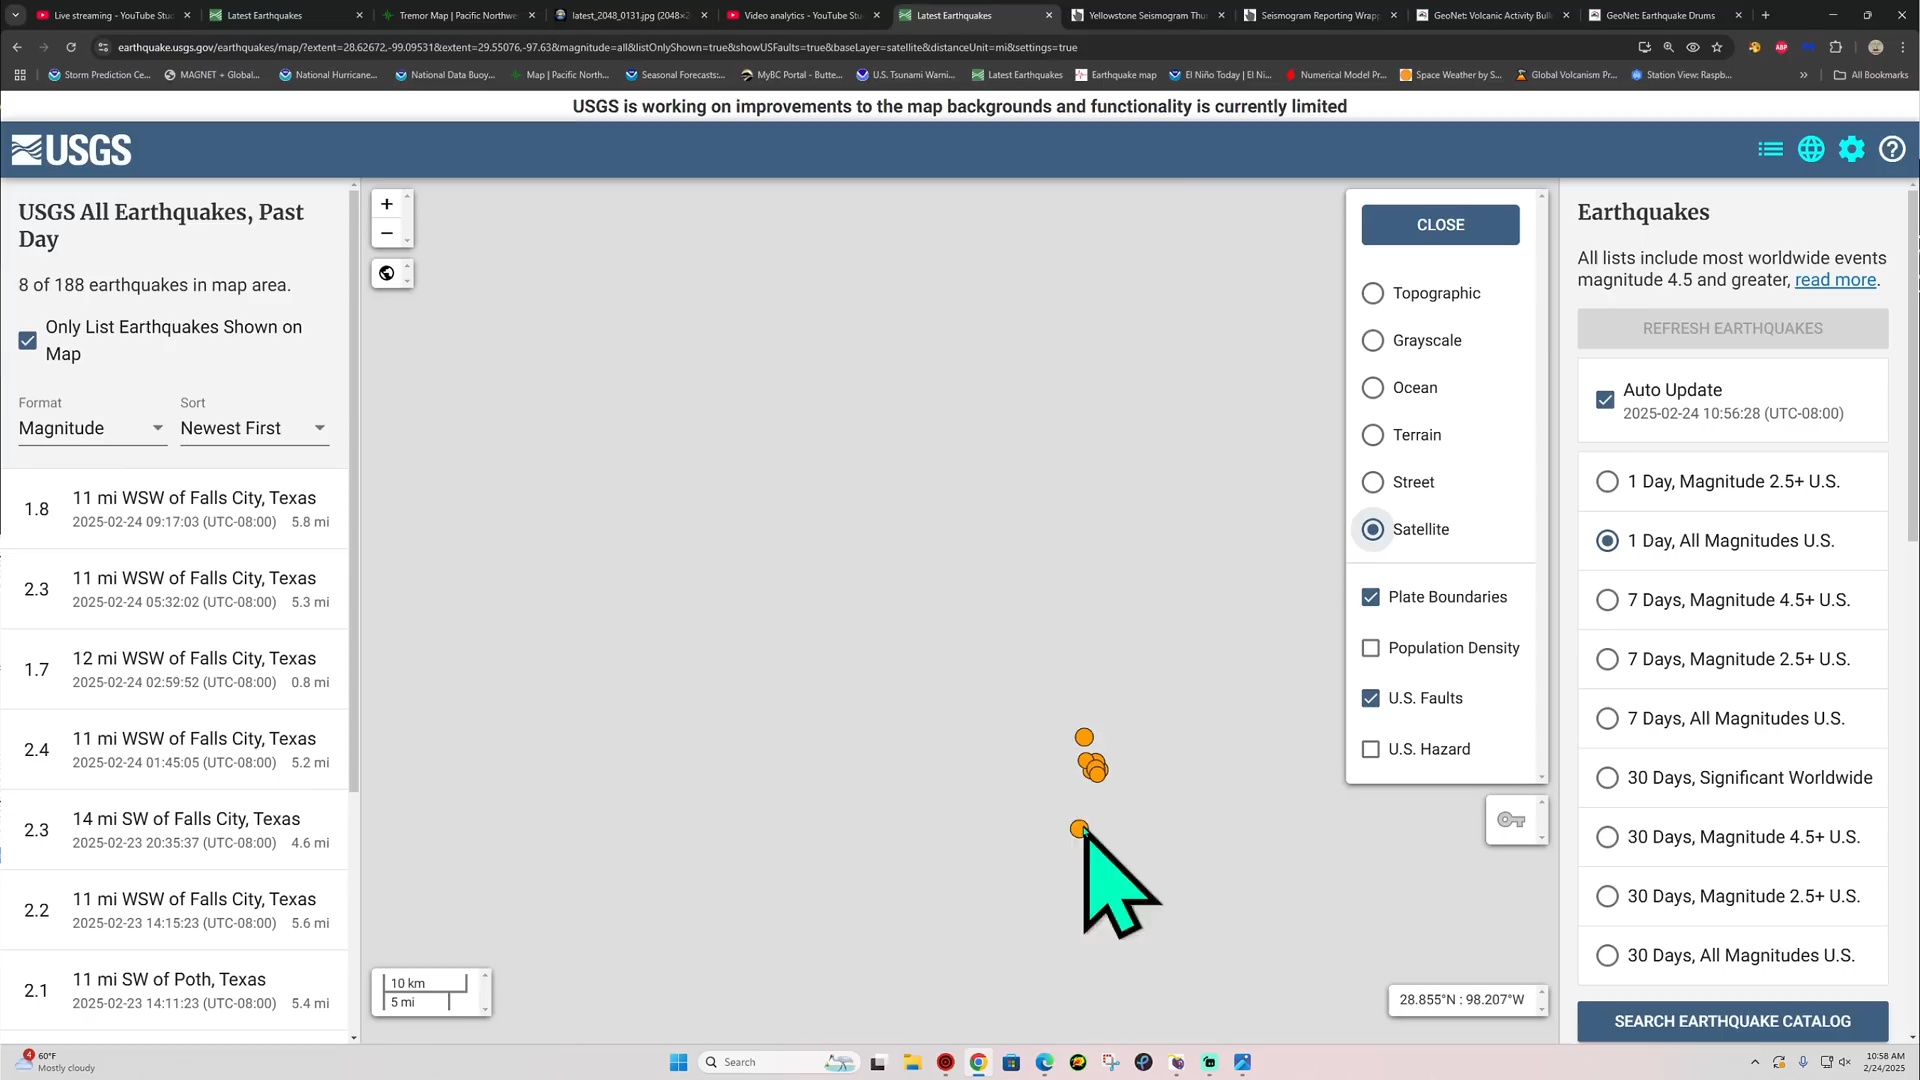 Live streaming - YouTube Stu
Latest Earthquakes
Tremor Map | Pacific Northwe
latest_2048_0131.jpg (2048×2
Video analytics - YouTube Stu
Latest Earthquakes
Yellowstone Seismogram Thu
Seismogram Reporting Wrapp
GeoNet: Volcanic Activity Bull
GeoNet: Earthquake Drums
earthquake.usgs.gov/earthquakes/map/?extent=28.62672,-99.09531&extent=29.55076,-97.63&magnitude=all&listOnlyShown=true&showUSFaults=true&baseLayer=satellite&distanceUnit=mi&settings=true
ABP
Storm Prediction Ce...
MAGNET + Global...
National Hurricane...
National Data Buoy...
Map | Pacific North...
Seasonal Forecasts:...
MyBC Portal - Butte...
U.S. Tsunami Warni...
Latest Earthquakes
Earthquake map
El Niño Today | El Ni...
Numerical Model Pr...
Space Weather by S...
Global Volcanism Pr...
Station View: Raspb...
All Bookmarks
USGS is working on improvements to the map backgrounds and functionality is currently limited
USGS
USGS All Earthquakes, Past
Day
8 of 188 earthquakes in map area.
Only List Earthquakes Shown on
Map
Format
Sort
Magnitude
Newest First
1.8
11 mi WSW of Falls City, Texas
2025-02-24 09:17:03 (UTC-08:00)
5.8 mi
2.3
11 mi WSW of Falls City, Texas
2025-02-24 05:32:02 (UTC-08:00)
5.3 mi
1.7
12 mi WSW of Falls City, Texas
2025-02-24 02:59:52 (UTC-08:00)
0.8 mi
2.4
11 mi WSW of Falls City, Texas
2025-02-24 01:45:05 (UTC-08:00)
5.2 mi
2.3
14 mi SW of Falls City, Texas
2025-02-23 20:35:37 (UTC-08:00)
4.6 mi
2.2
11 mi WSW of Falls City, Texas
2025-02-23 14:15:23 (UTC-08:00)
5.6 mi
2.1
11 mi SW of Poth, Texas
2025-02-23 14:11:23 (UTC-08:00)
5.4 mi
+
−
10 km
5 mi
CLOSE
Topographic
Grayscale
Ocean
Terrain
Street
Satellite
Plate Boundaries
Population Density
U.S. Faults
U.S. Hazard
28.855°N : 98.207°W
Earthquakes
All lists include most worldwide events
magnitude 4.5 and greater, read more.
REFRESH EARTHQUAKES
Auto Update
2025-02-24 10:56:28 (UTC-08:00)
1 Day, Magnitude 2.5+ U.S.
1 Day, All Magnitudes U.S.
7 Days, Magnitude 4.5+ U.S.
7 Days, Magnitude 2.5+ U.S.
7 Days, All Magnitudes U.S.
30 Days, Significant Worldwide
30 Days, Magnitude 4.5+ U.S.
30 Days, Magnitude 2.5+ U.S.
30 Days, All Magnitudes U.S.
SEARCH EARTHQUAKE CATALOG
4
60°F
Mostly cloudy
Search
10:58 AM
2/24/2025